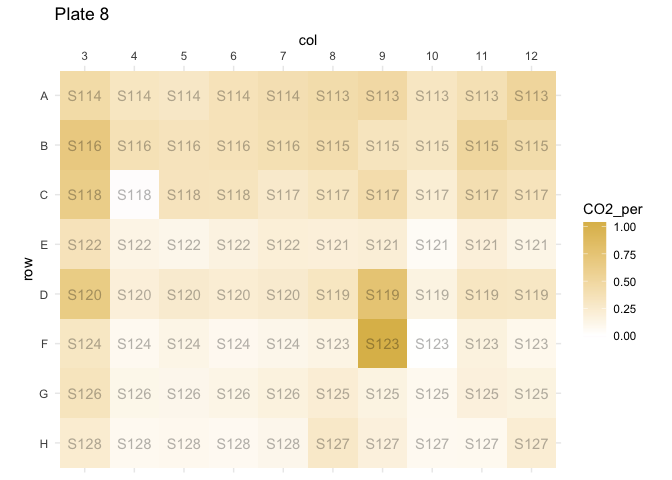 Plate 8
col
3 4 5 6 7 8 9 10 11 12
A S114 S114 S114 S114 S114 S113 S113 S113 S113 S113
B S116 S116 S116 S116 S116 S115 S115 S115 S115 S115
C S118 S118 S118 S118 S117 S117 S117 S117 S117 S117
E S122 S122 S122 S122 S122 S121 S121 S121 S121 S121
D S120 S120 S120 S120 S120 S119 S119 S119 S119 S119
F S124 S124 S124 S124 S124 S123 S123 S123 S123 S123
G S126 S126 S126 S126 S126 S125 S125 S125 S125 S125
H S128 S128 S128 S128 S128 S127 S127 S127 S127 S127
row
CO2_per
1.00
0.75
0.50
0.25
0.00